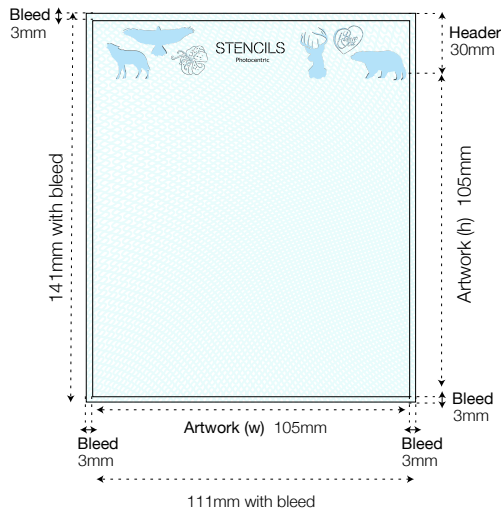 Bleed
3mm
Header
30mm
STENCILS
Photocentric
141mm with bleed
Artwork (h) 105mm
Bleed
3mm
Artwork (w) 105mm
Bleed
3mm
Bleed
3mm
111mm with bleed